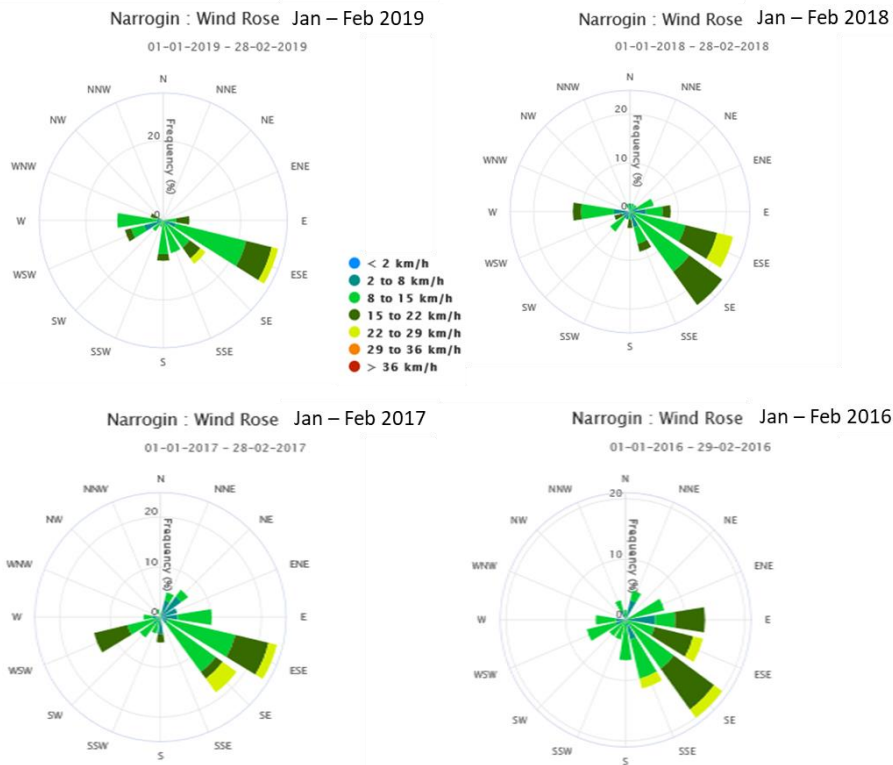 Narrogin : Wind Rose Jan – Feb 2019
01-01-2019 - 28-02-2019
N
NNE
NE
ENE
E
ESE
SE
SSE
S
SSW
SW
WSW
W
WNW
NW
NNW
Frequency (%)
20
0
< 2 km/h
2 to 8 km/h
8 to 15 km/h
15 to 22 km/h
22 to 29 km/h
29 to 36 km/h
> 36 km/h
Narrogin : Wind Rose Jan – Feb 2018
01-01-2018 - 28-02-2018
N
NNE
NE
ENE
E
ESE
SE
SSE
S
SSW
SW
WSW
W
WNW
NW
NNW
Frequency (%)
20
10
0
Narrogin : Wind Rose Jan – Feb 2017
01-01-2017 - 28-02-2017
N
NNE
NE
ENE
E
ESE
SE
SSE
S
SSW
SW
WSW
W
WNW
NW
NNW
Frequency (%)
20
10
0
Narrogin : Wind Rose Jan – Feb 2016
01-01-2016 - 29-02-2016
N
NNE
NE
ENE
E
ESE
SE
SSE
S
SSW
SW
WSW
W
WNW
NW
NNW
Frequency (%)
20
10
0